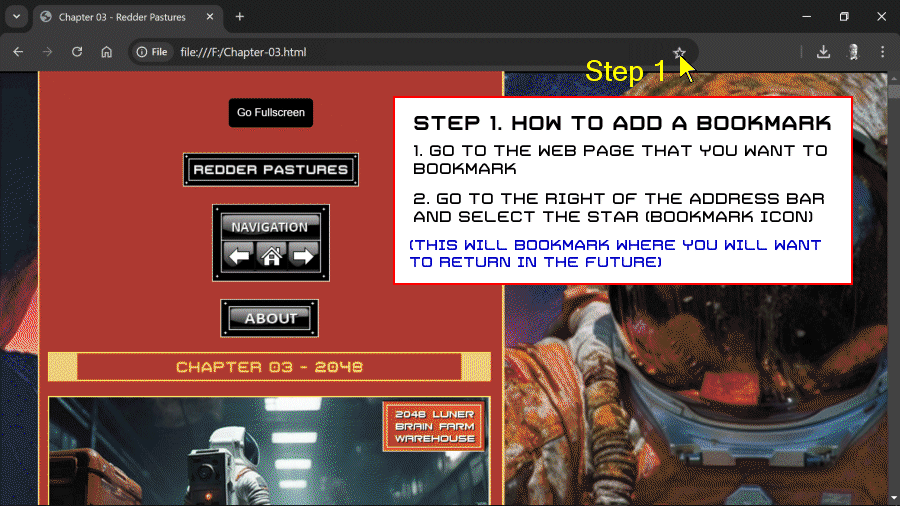 Chapter 03 - Redder Pastures
File file:///F:/Chapter-03.html
Step 1
Go Fullscreen
STEP 1. HOW TO ADD A BOOKMARK
1. GO TO THE WEB PAGE THAT YOU WANT TO
BOOKMARK
2. GO TO THE RIGHT OF THE ADDRESS BAR
AND SELECT THE STAR (BOOKMARK ICON)
(THIS WILL BOOKMARK WHERE YOU WILL WANT
TO RETURN IN THE FUTURE)
REDDER PASTURES
NAVIGATION
ABOUT
CHAPTER 03 - 2048
2048 LUNER
BRAIN FARM
WAREHOUSE